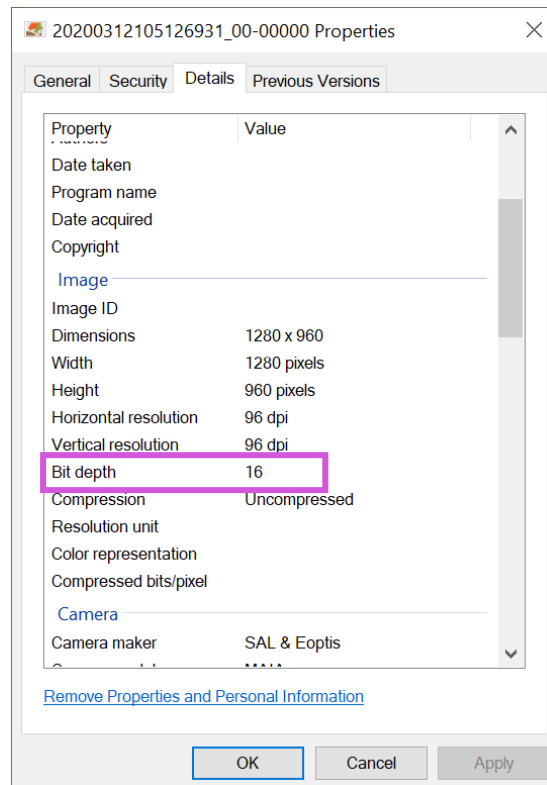 20200312105126931_00-00000 Properties
General Security Details Previous Versions
Property Value
Date taken
Program name
Date acquired
Copyright
Image
Image ID
Dimensions 1280 x 960
Width 1280 pixels
Height 960 pixels
Horizontal resolution 96 dpi
Vertical resolution 96 dpi
Bit depth 16
Compression Uncompressed
Resolution unit
Color representation
Compressed bits/pixel
Camera
Camera maker SAL & Eoptis
Remove Properties and Personal Information
OK Cancel Apply